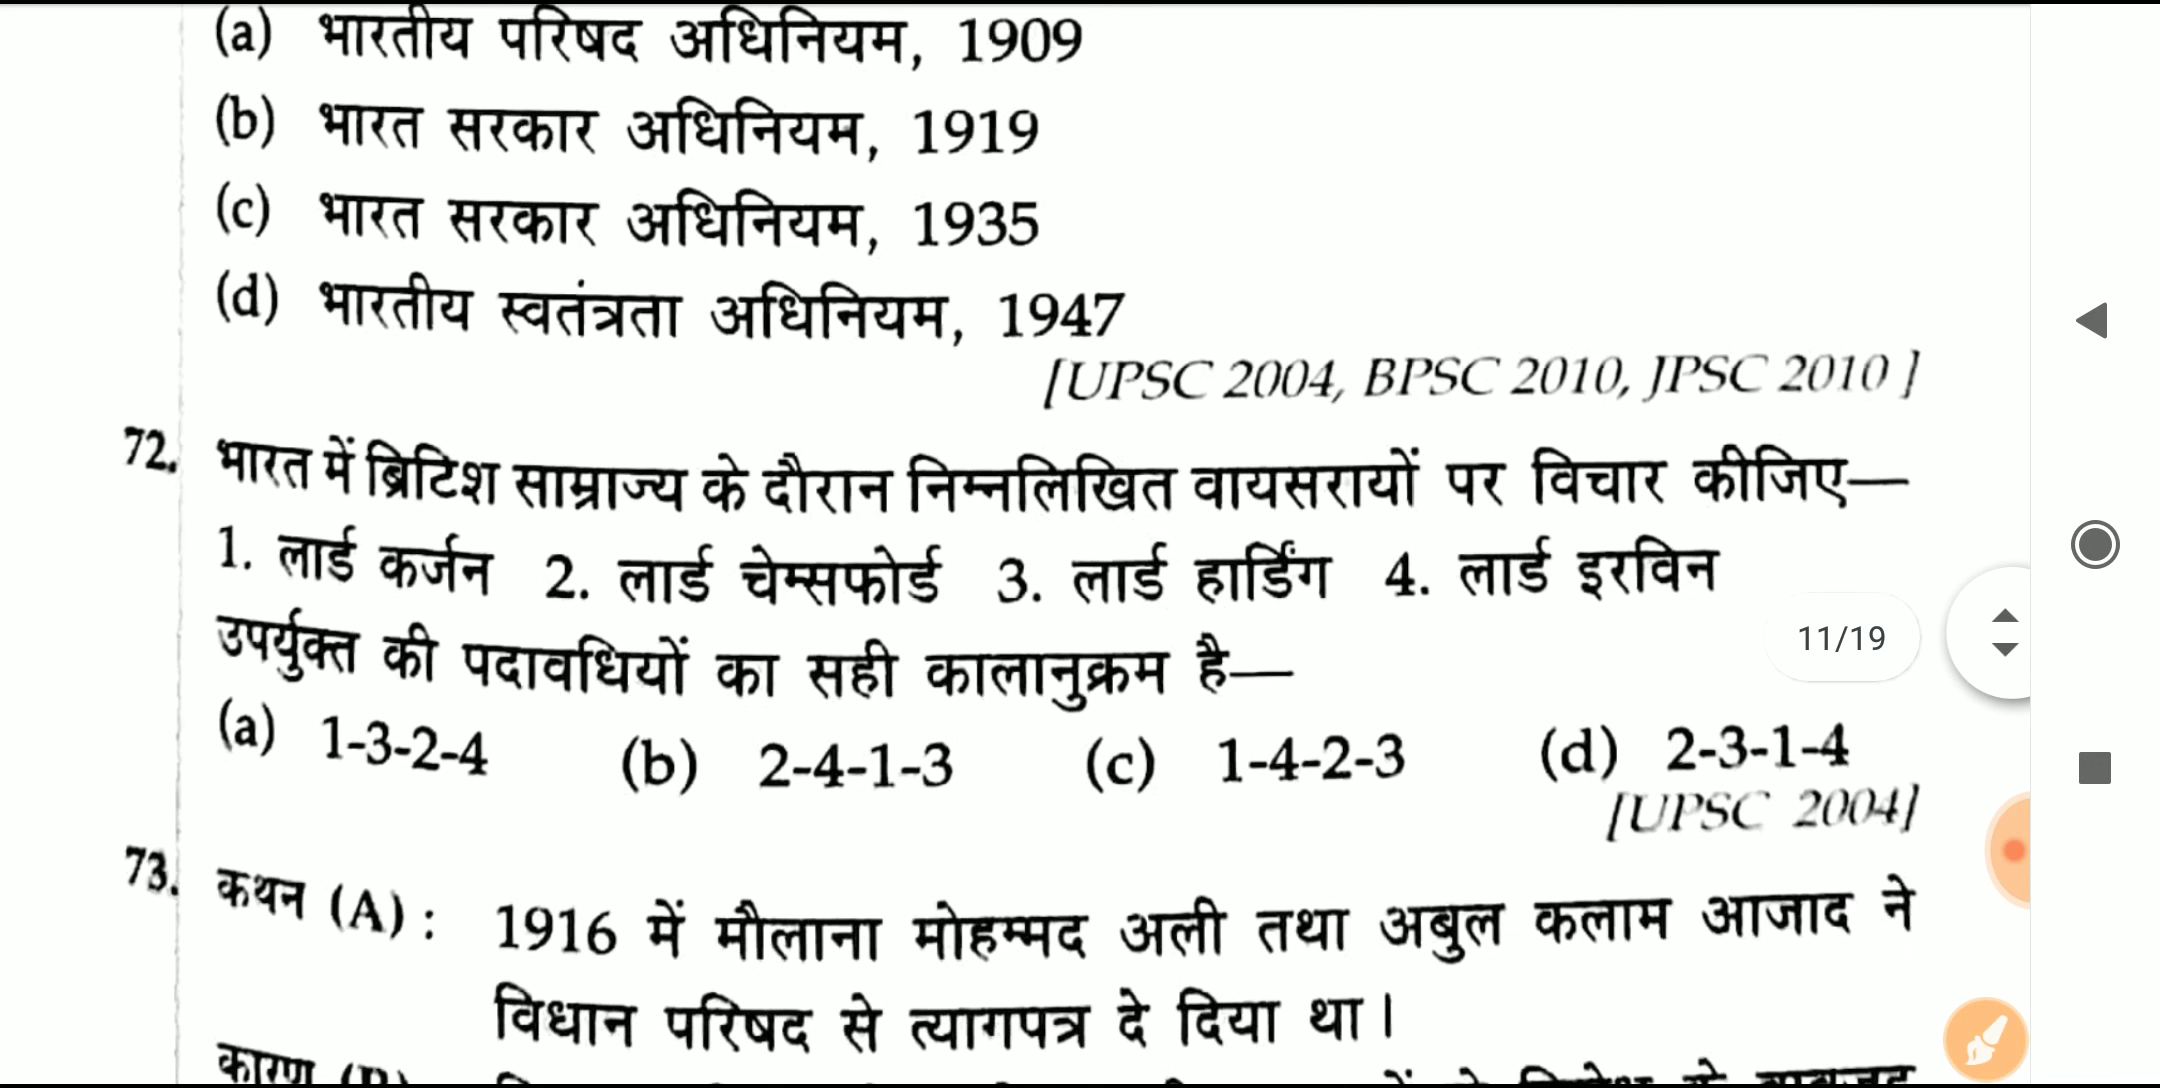 (a) भारतीय परिषद अधिनियम, 1909
(b) भारत सरकार अधिनियम, 1919
(c) भारत सरकार अधिनियम, 1935
(d) भारतीय स्वतंत्रता अधिनियम, 1947
[UPSC 2004, BPSC 2010, JPSC 2010 ]
72. भारत में ब्रिटिश साम्राज्य के दौरान निम्नलिखित वायसरायों पर विचार कीजिए—
1. लार्ड कर्जन 2. लार्ड चेम्सफोर्ड 3. लार्ड हार्डिंग 4. लार्ड इरविन
उपर्युक्त की पदावधियों का सही कालानुक्रम है—
11/19
(a) 1-3-2-4 (b) 2-4-1-3 (c) 1-4-2-3 (d) 2-3-1-4
[UPSC 2004]
73. कथन (A) : 1916 में मौलाना मोहम्मद अली तथा अबुल कलाम आजाद ने
विधान परिषद से त्यागपत्र दे दिया था।
कारण